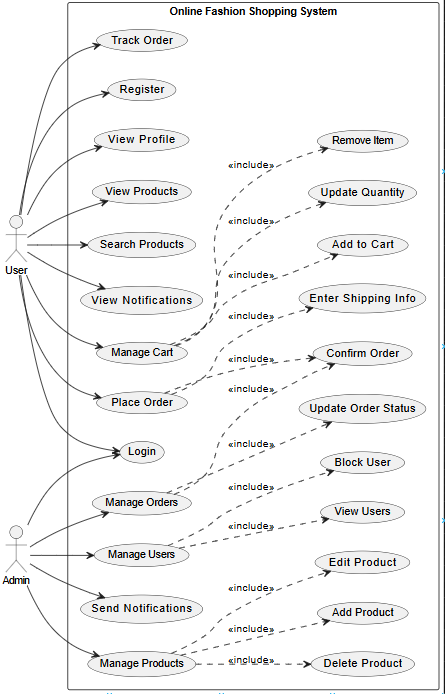 Online Fashion Shopping System
Track Order
Register
View Profile
Remove Item
«include»
View Products
Update Quantity
«include»
User
Search Products
Add to Cart
«include»
View Notifications
Enter Shipping Info
«include»
Manage Cart
Confirm Order
«include»
«include»
Place Order
Update Order Status
«include»
Login
Block User
«include»
Manage Orders
View Users
«include»
Admin
Manage Users
Edit Product
«include»
Send Notifications
Add Product
«include»
Manage Products
«include»
Delete Product